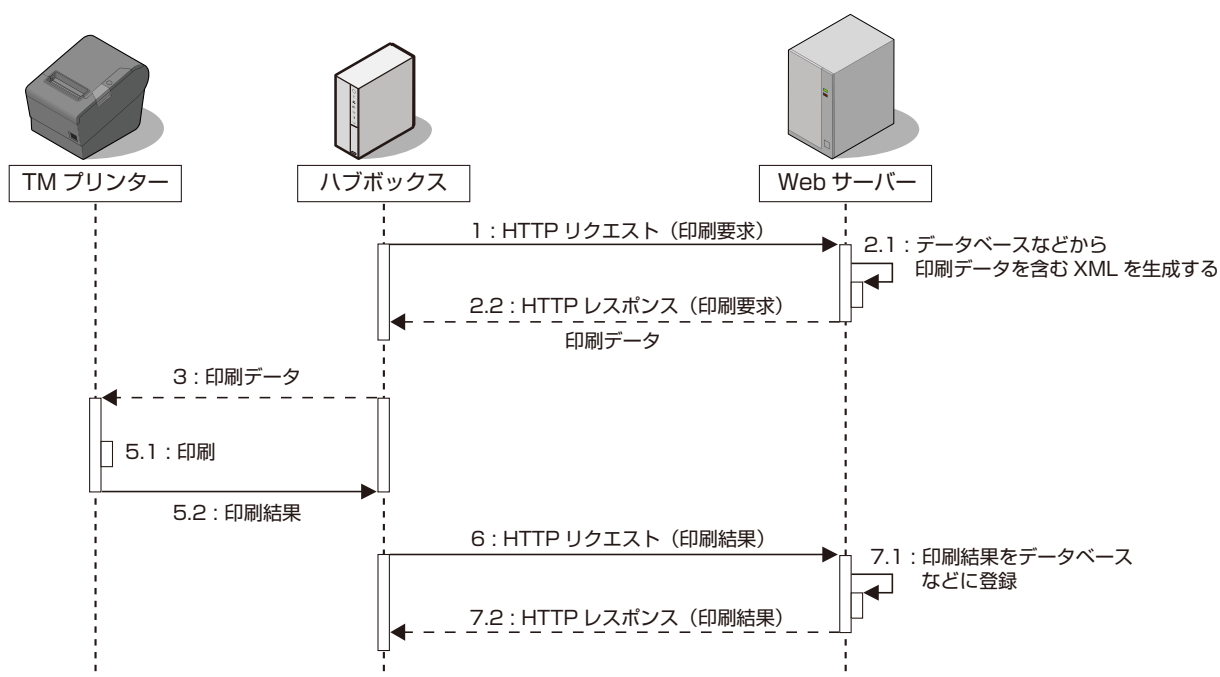 TM プリンター
ハブボックス
Web サーバー
1 : HTTP リクエスト（印刷要求）
2.1 : データベースなどから
印刷データを含む XML を生成する
2.2 : HTTP レスポンス（印刷要求）
印刷データ
3 : 印刷データ
5.1 : 印刷
5.2 : 印刷結果
6 : HTTP リクエスト（印刷結果）
7.1 : 印刷結果をデータベース
などに登録
7.2 : HTTP レスポンス（印刷結果）